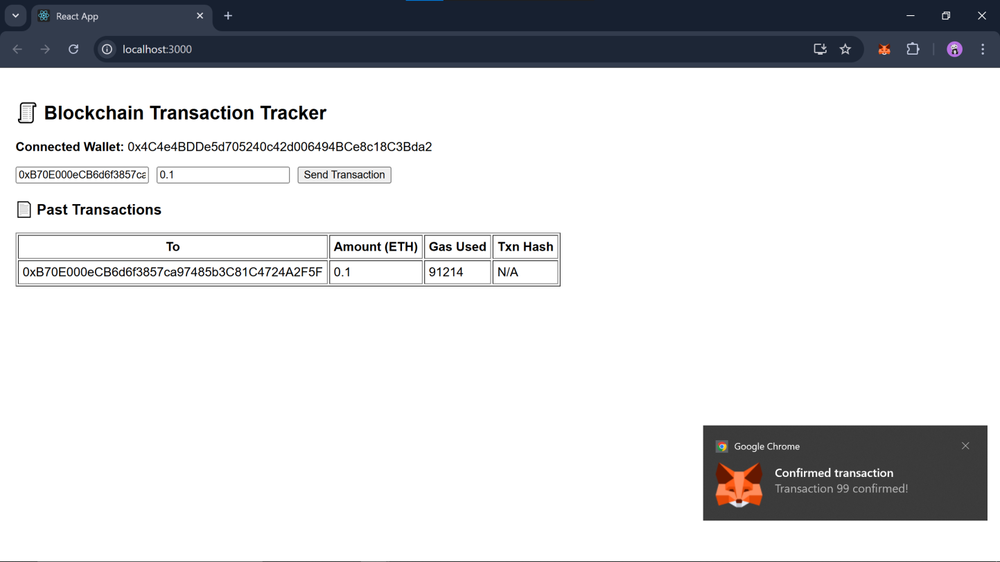 React App
localhost:3000
Blockchain Transaction Tracker
Connected Wallet: 0x4C4e4BDDe5d705240c42d006494BCe8c18C3Bda2
0xB70E000eCB6d6f3857ca 0.1 Send Transaction
Past Transactions
To Amount (ETH) Gas Used Txn Hash
0xB70E000eCB6d6f3857ca97485b3C81C4724A2F5F 0.1 91214 N/A
Google Chrome
Confirmed transaction
Transaction 99 confirmed!